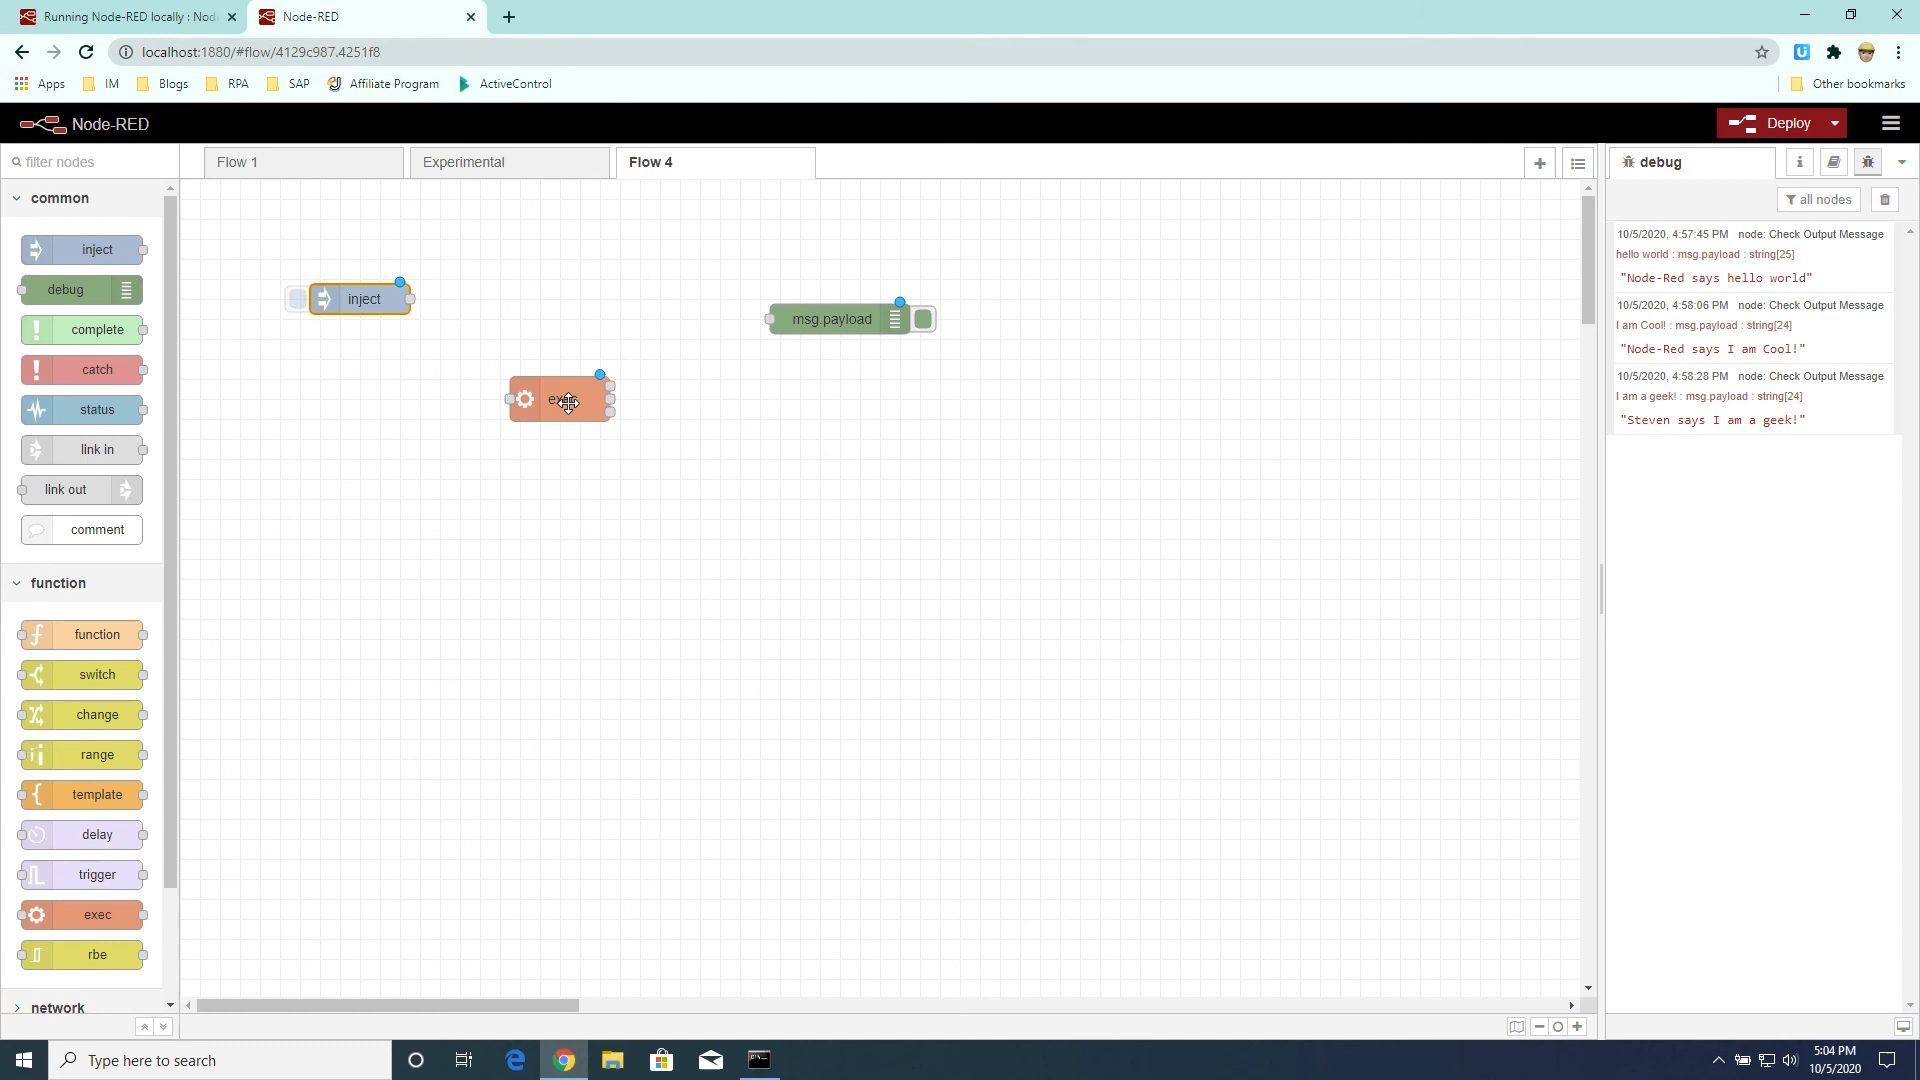 Running Node-RED locally : Nod
Node-RED
localhost:1880/#flow/4129c987.4251f8
Apps
IM
Blogs
RPA
SAP
Affiliate Program
ActiveControl
Other bookmarks
Node-RED
Deploy
filter nodes
Flow 1
Experimental
Flow 4
debug
i
all nodes
common
inject
debug
complete
catch
status
link in
link out
comment
function
function
switch
change
range
template
delay
trigger
exec
rbe
network
inject
msg.payload
10/5/2020, 4:57:45 PM node: Check Output Message
hello world : msg.payload : string[25]
"Node-Red says hello world"
10/5/2020, 4:58:06 PM node: Check Output Message
I am Cool! : msg.payload : string[24]
"Node-Red says I am Cool!"
10/5/2020, 4:58:28 PM node: Check Output Message
I am a geek! : msg.payload : string[24]
"Steven says I am a geek!"
Type here to search
5:04 PM
10/5/2020